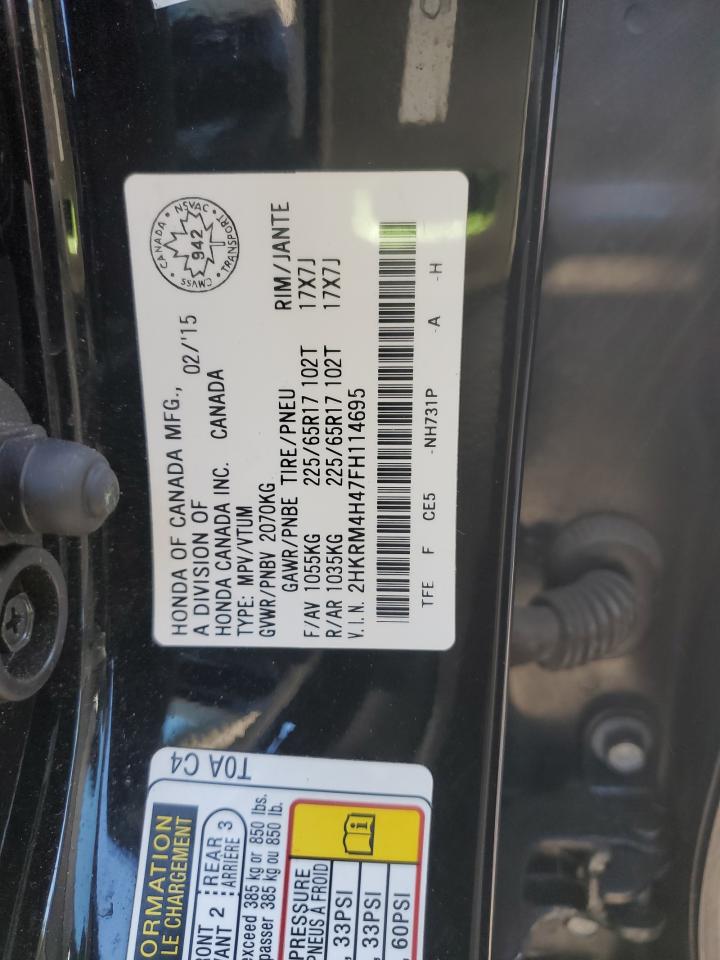 HONDA OF CANADA MFG., 02/'15
A DIVISION OF
HONDA CANADA INC. CANADA
TYPE: MPV/VTUM
GVWR/PNBV 2070KG
GAWR/PNBE TIRE/PNEU RIM/JANTE
F/AV 1055KG 225/65R17 102T 17X7J
R/AR 1035KG 225/65R17 102T 17X7J
V.I.N. 2HKRM4H47FH114695
TFE F CE5 -NH731P -A -H
CANADA • NSVAC • TRANSPORT • CMVSS
942
T0A C4
ORMATION
LE CHARGEMENT
ONT 2 REAR 3
VANT 2 ARRIÈRE 3
exceed 385 kg or 850 lbs.
passer 385 kg ou 850 lb.
PRESSURE
PNEUS À FROID
, 33PSI
, 33PSI
, 60PSI